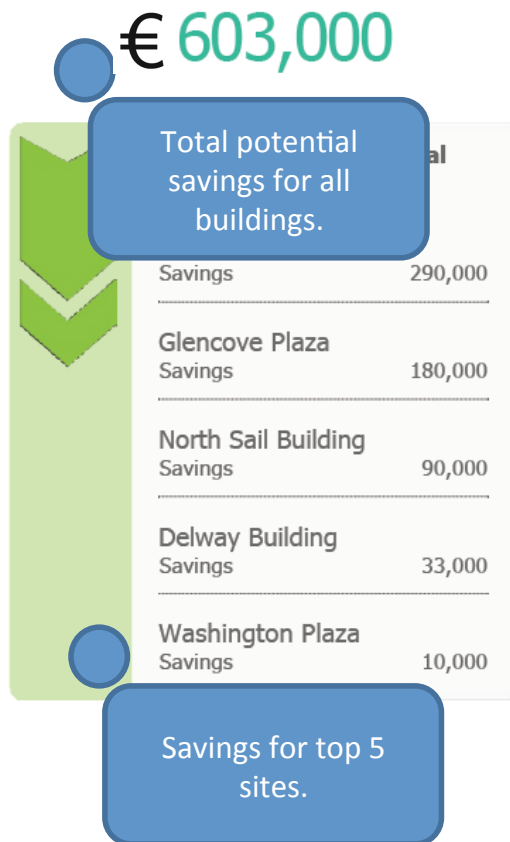 € 603,000
Total potential
savings for all
buildings.
al
Savings 290,000
Glencove Plaza
Savings 180,000
North Sail Building
Savings 90,000
Delway Building
Savings 33,000
Washington Plaza
Savings 10,000
Savings for top 5
sites.